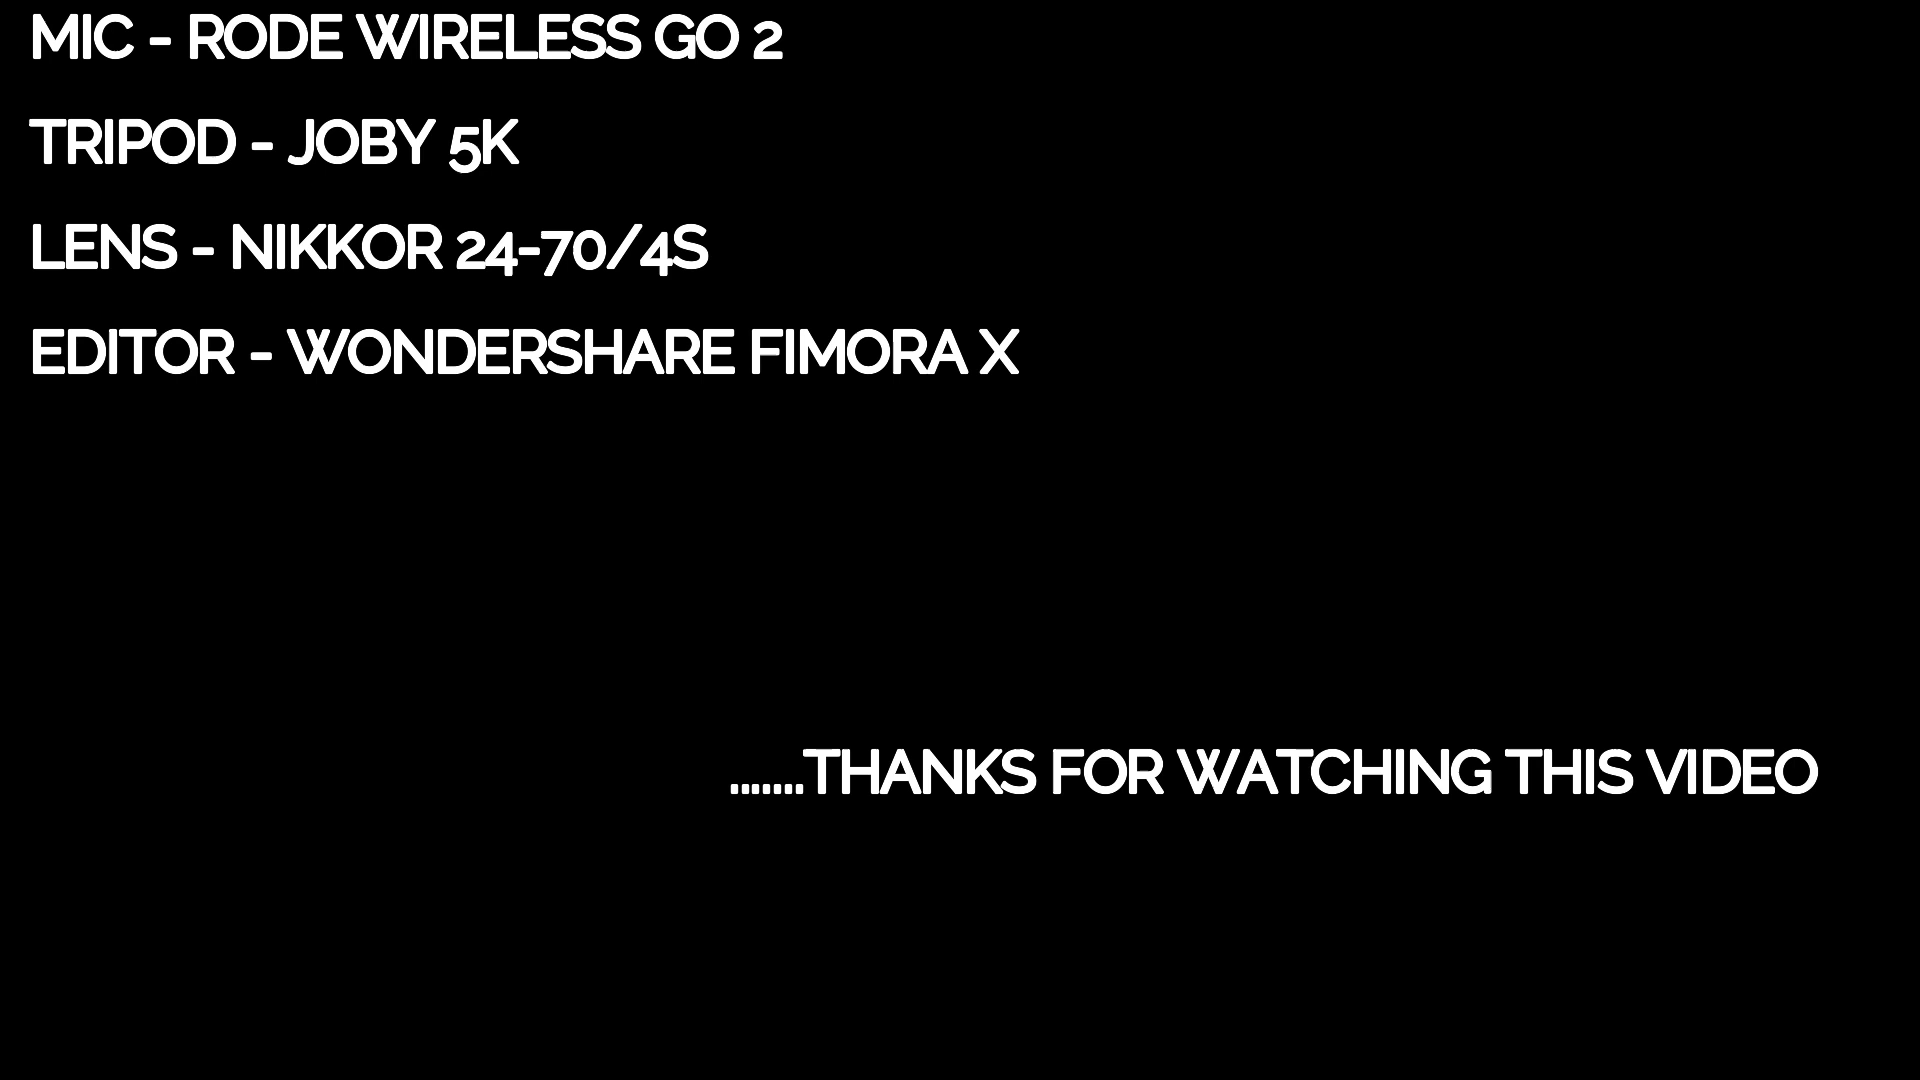 MIC - RODE WIRELESS GO 2
TRIPOD - JOBY 5K
LENS - NIKKOR 24-70/4S
EDITOR - WONDERSHARE FIMORA X
.......THANKS FOR WATCHING THIS VIDEO